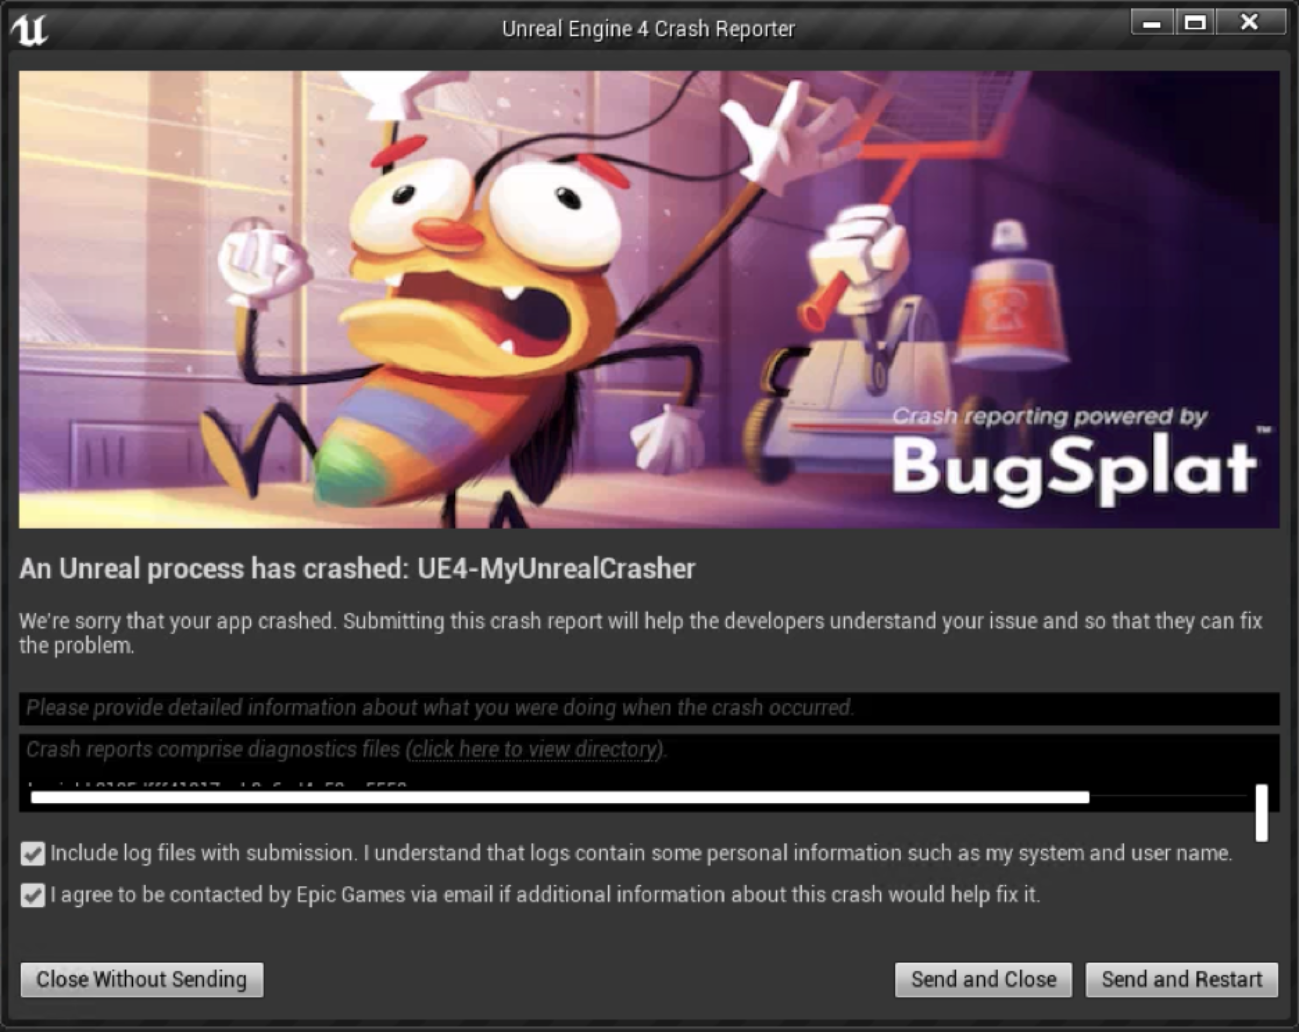 Unreal Engine 4 Crash Reporter
Crash reporting powered by
BugSplat™
An Unreal process has crashed: UE4-MyUnrealCrasher
We're sorry that your app crashed. Submitting this crash report will help the developers understand your issue and so that they can fix
the problem.
Please provide detailed information about what you were doing when the crash occurred.
Crash reports comprise diagnostics files (click here to view directory).
Include log files with submission. I understand that logs contain some personal information such as my system and user name.
I agree to be contacted by Epic Games via email if additional information about this crash would help fix it.
Close Without Sending
Send and Close
Send and Restart